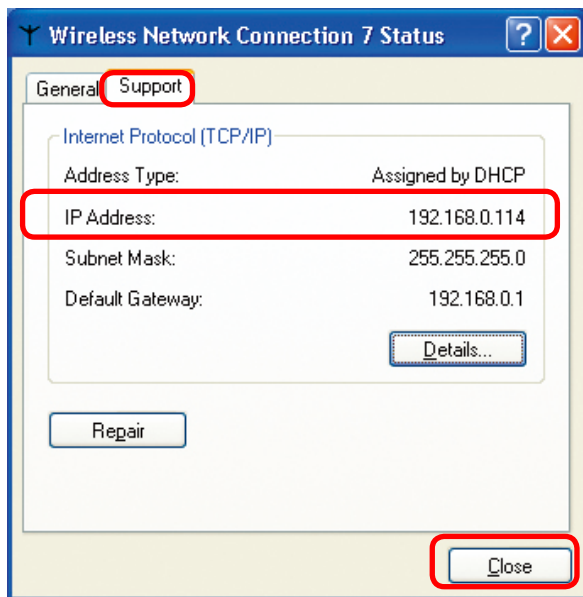 Wireless Network Connection 7 Status
General Support
Internet Protocol (TCP/IP)
Address Type: Assigned by DHCP
IP Address: 192.168.0.114
Subnet Mask: 255.255.255.0
Default Gateway: 192.168.0.1
Details...
Repair
Close